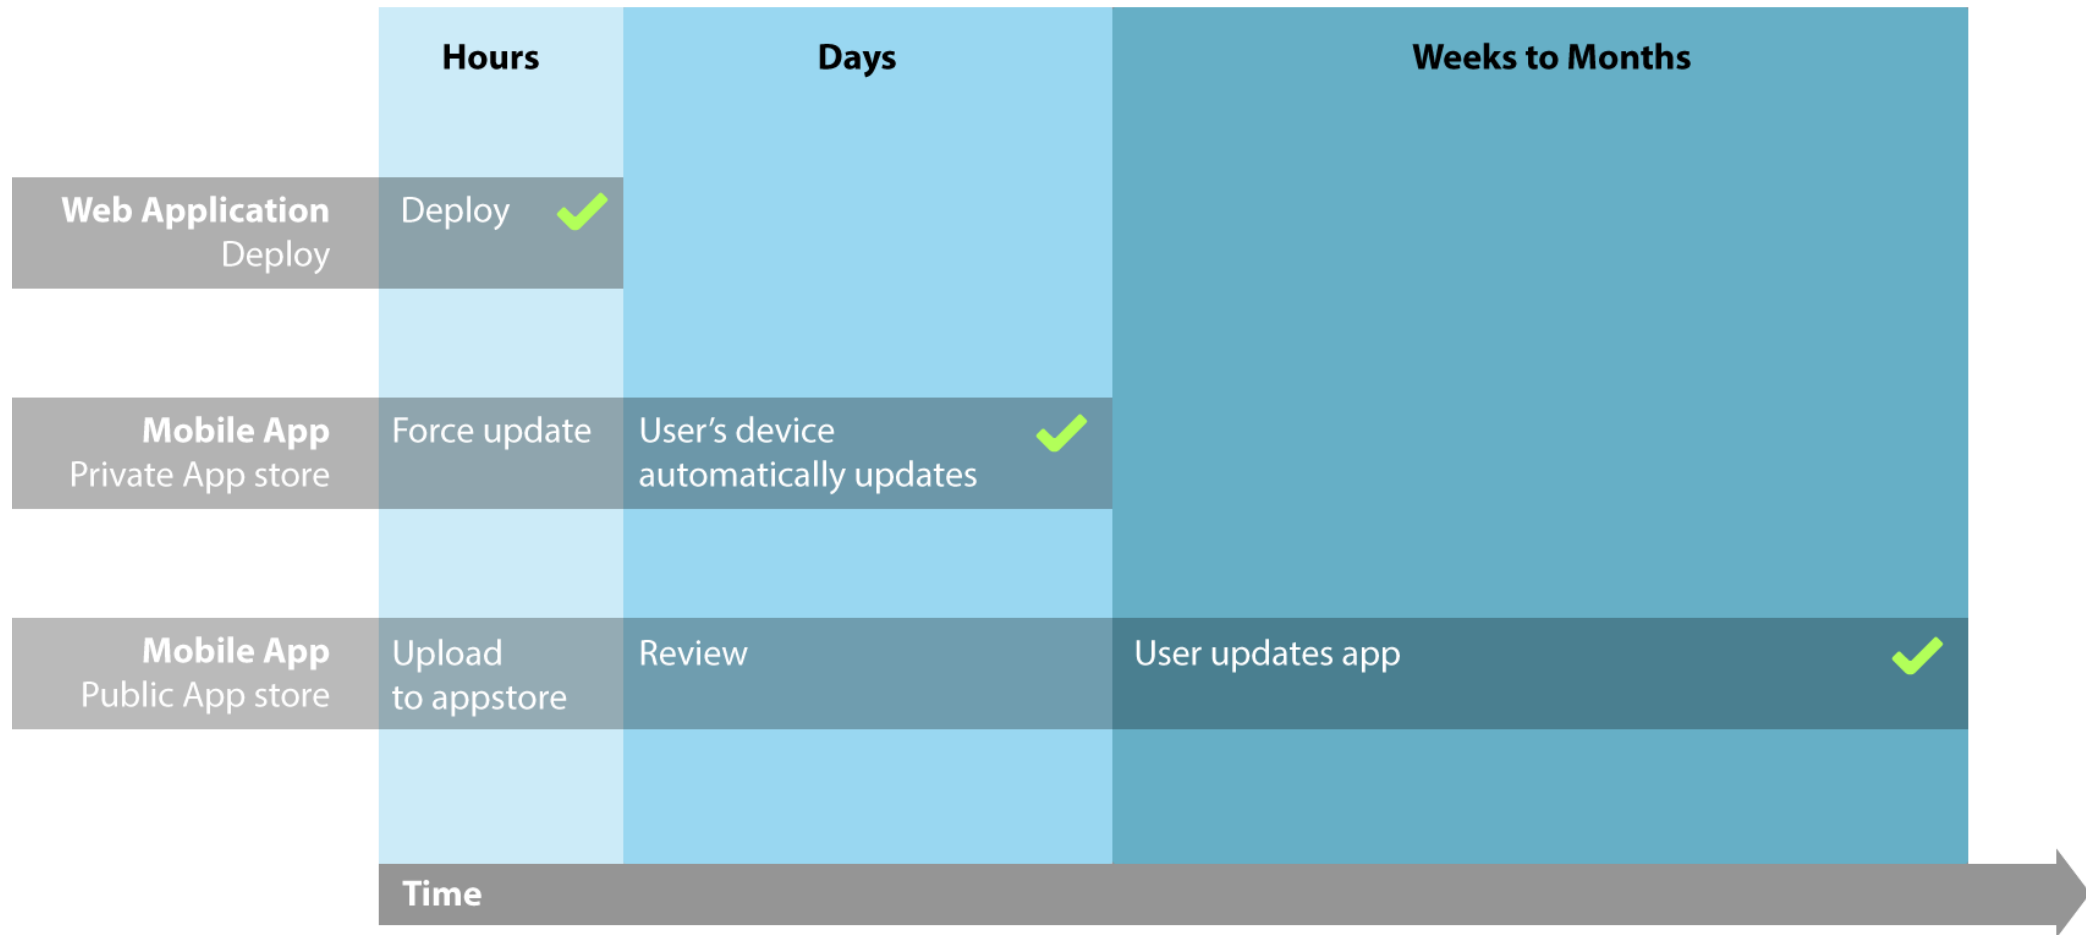 Hours
Days
Weeks to Months
Web Application
Deploy
Deploy
Mobile App
Private App store
Force update
User’s device
automatically updates
Mobile App
Public App store
Upload
to appstore
Review
User updates app
Time